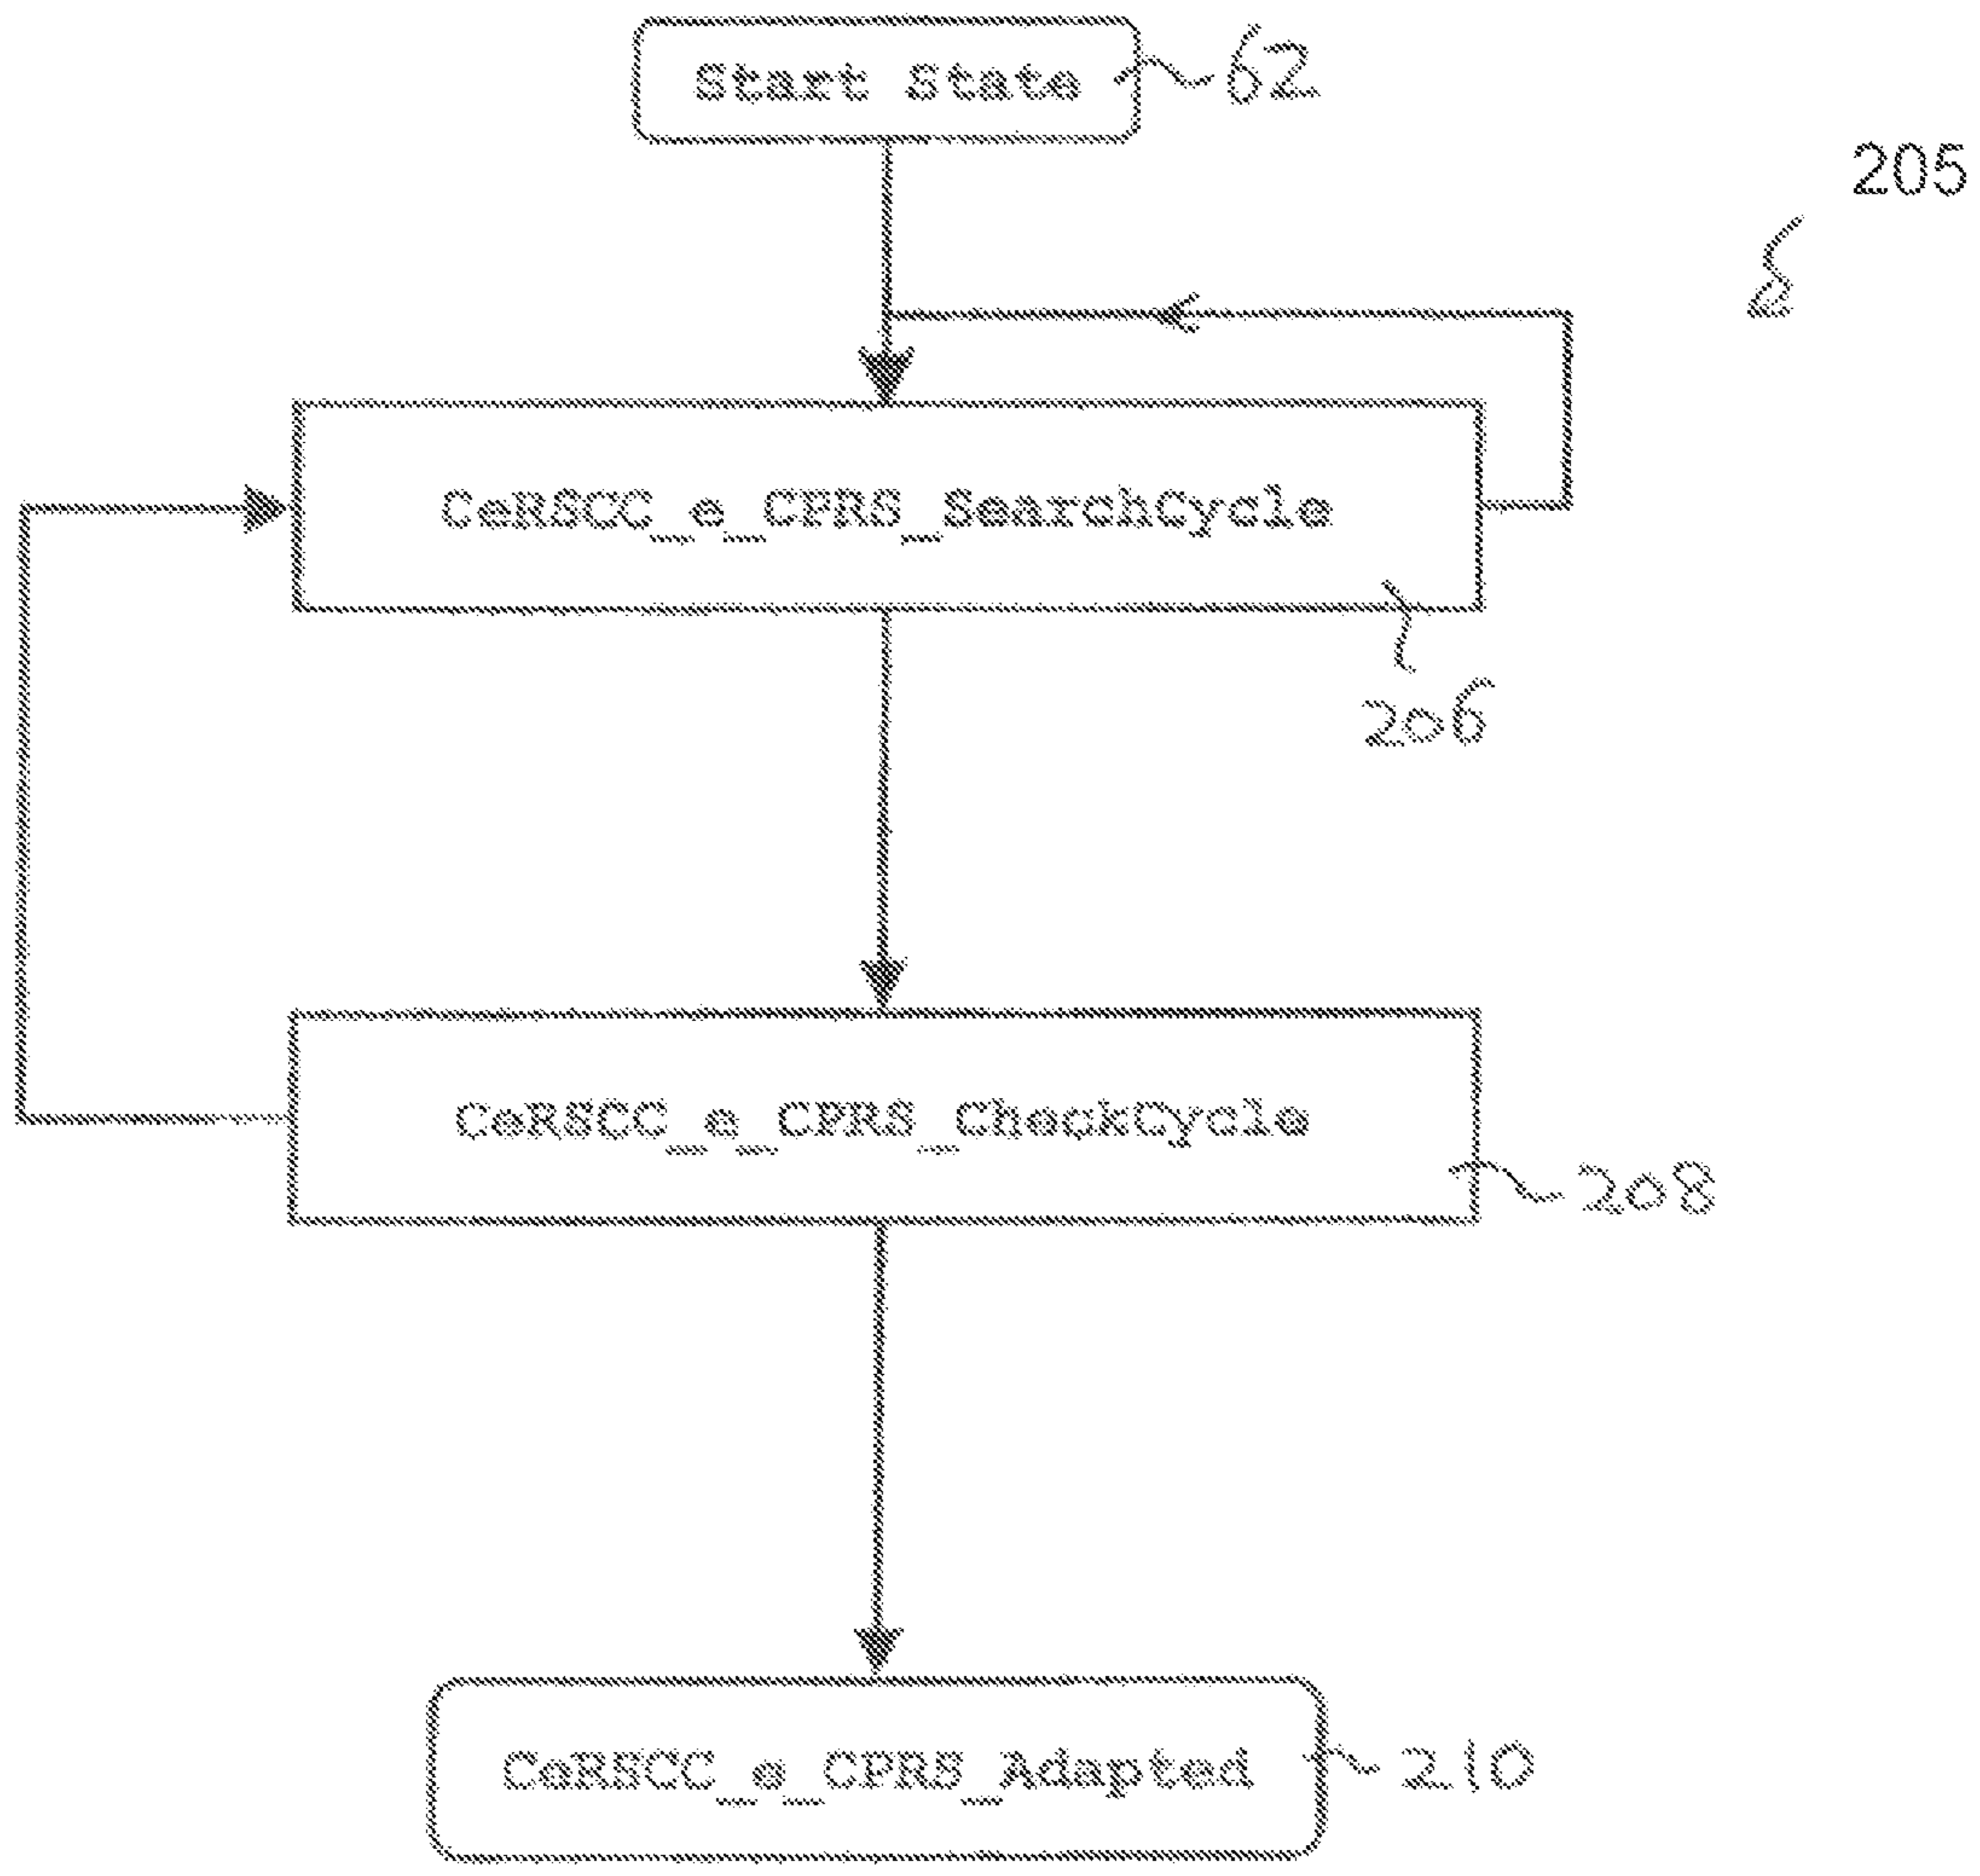 Start State
62
205
CeRSCC_e_CPRS_SearchCycle
206
CeRSCC_e_CPRS_CheckCycle
208
CeRSCC_e_CPRS_Adapted
210